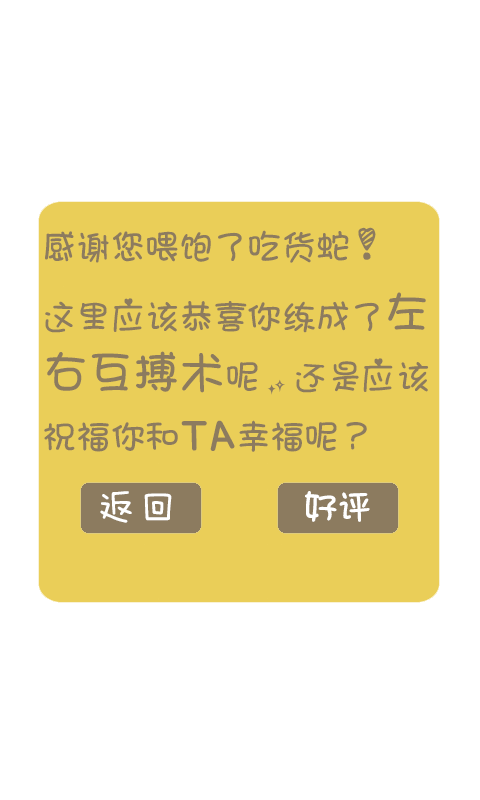 感谢您喂饱了吃货蛇！
这里应该恭喜你练成了左
右互搏术呢，还是应该
祝福你和TA幸福呢？
返回
好评